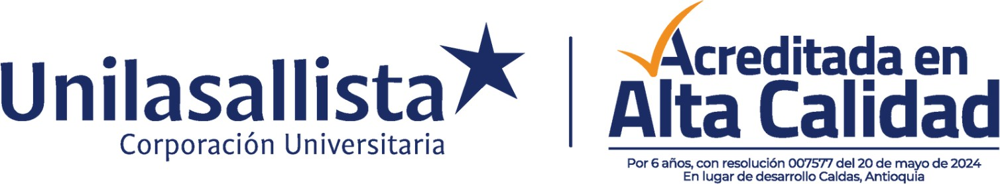 Unilasallista
Corporación Universitaria
Acreditada en
Alta Calidad
Por 6 años, con resolución 007577 del 20 de mayo de 2024
En lugar de desarrollo Caldas, Antioquia